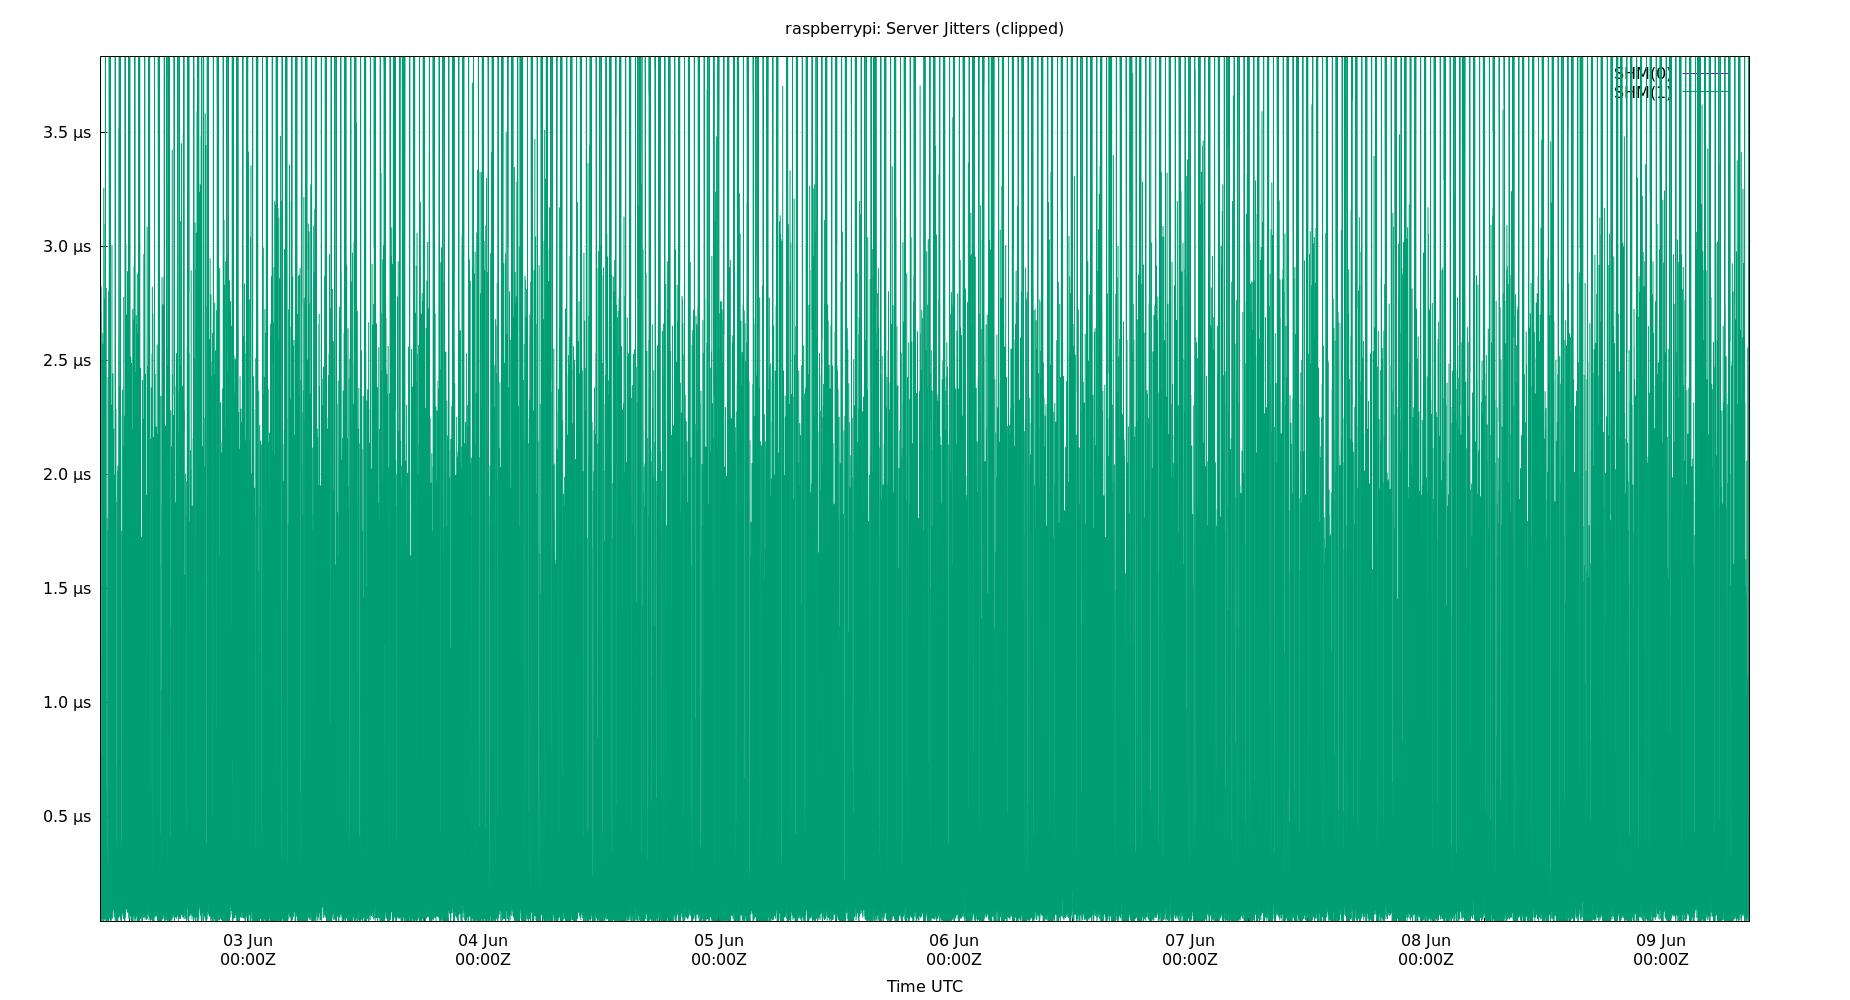 raspberrypi: Server Jitters (clipped)
SHM(0)
SHM(1)
3.5 µs
3.0 µs
2.5 µs
2.0 µs
1.5 µs
1.0 µs
0.5 µs
03 Jun 04 Jun 05 Jun 06 Jun 07 Jun 08 Jun 09 Jun
00:00Z 00:00Z 00:00Z 00:00Z 00:00Z 00:00Z 00:00Z
Time UTC